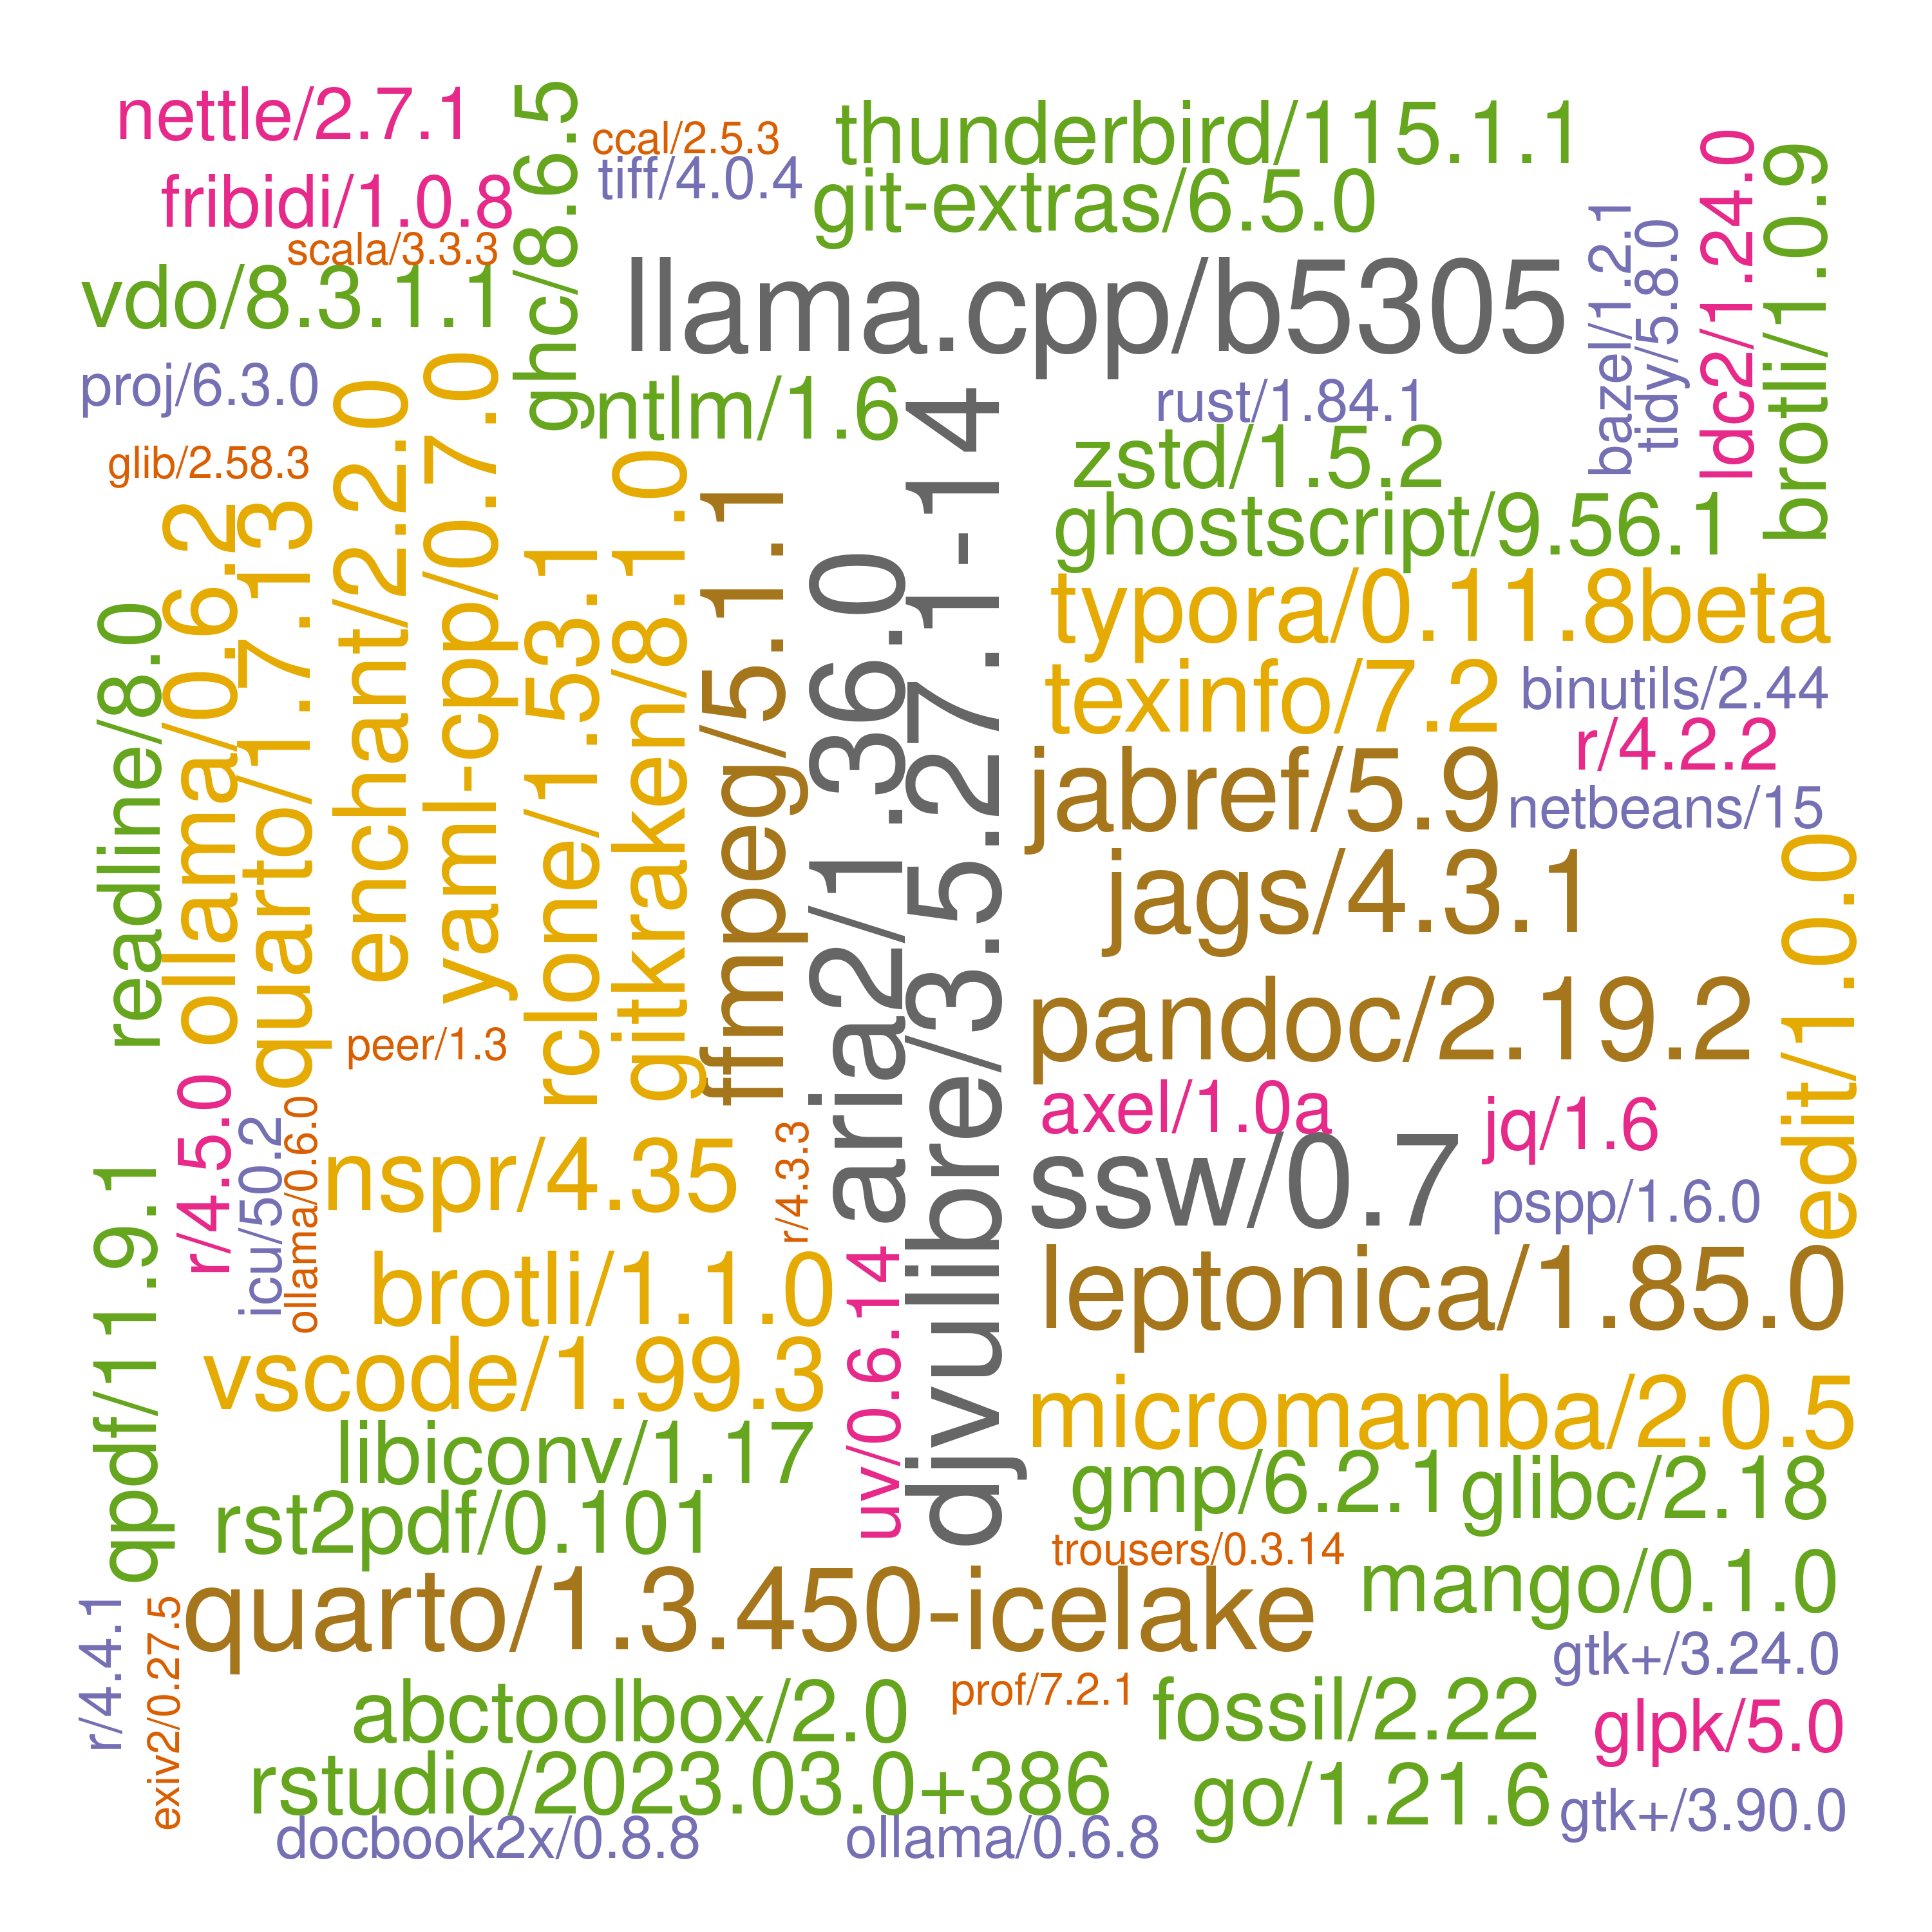 nettle/2.7.1
ghc/8.6.5
ccal/2.5.3
thunderbird/115.1.1
tiff/4.0.4
git-extras/6.5.0
fribidi/1.0.8
scala/3.3.3
vdo/8.3.1.1
llama.cpp/b5305
bazel/1.2.1
tidy/5.8.0
ldc2/1.24.0
brotli/1.0.9
proj/6.3.0
ntlm/1.6
rust/1.84.1
zstd/1.5.2
glib/2.58.3
ghostscript/9.56.1
readline/8.0
ollama/0.6.2
quarto/1.7.13
enchant/2.2.0
yaml-cpp/0.7.0
rclone/1.53.1
gitkraken/8.1.0
ffmpeg/5.1.1
aria2/1.36.0
djvulibre/3.5.27.1-14
typora/0.11.8beta
texinfo/7.2
binutils/2.44
r/4.2.2
jabref/5.9
netbeans/15
jags/4.3.1
edit/1.0.0
pandoc/2.19.2
peer/1.3
axel/1.0a
jq/1.6
r/4.5.0
icu/50.2
ollama/0.6.0
nspr/4.35
r/4.3.3
ssw/0.7
pspp/1.6.0
qpdf/11.9.1
brotli/1.1.0
uv/0.6.14
leptonica/1.85.0
vscode/1.99.3
micromamba/2.0.5
libiconv/1.17
gmp/6.2.1
glibc/2.18
rst2pdf/0.101
trousers/0.3.14
mango/0.1.0
quarto/1.3.450-icelake
r/4.4.1
exiv2/0.27.5
gtk+/3.24.0
abctoolbox/2.0
prof/7.2.1
fossil/2.22
glpk/5.0
rstudio/2023.03.0+386
go/1.21.6
gtk+/3.90.0
docbook2x/0.8.8
ollama/0.6.8